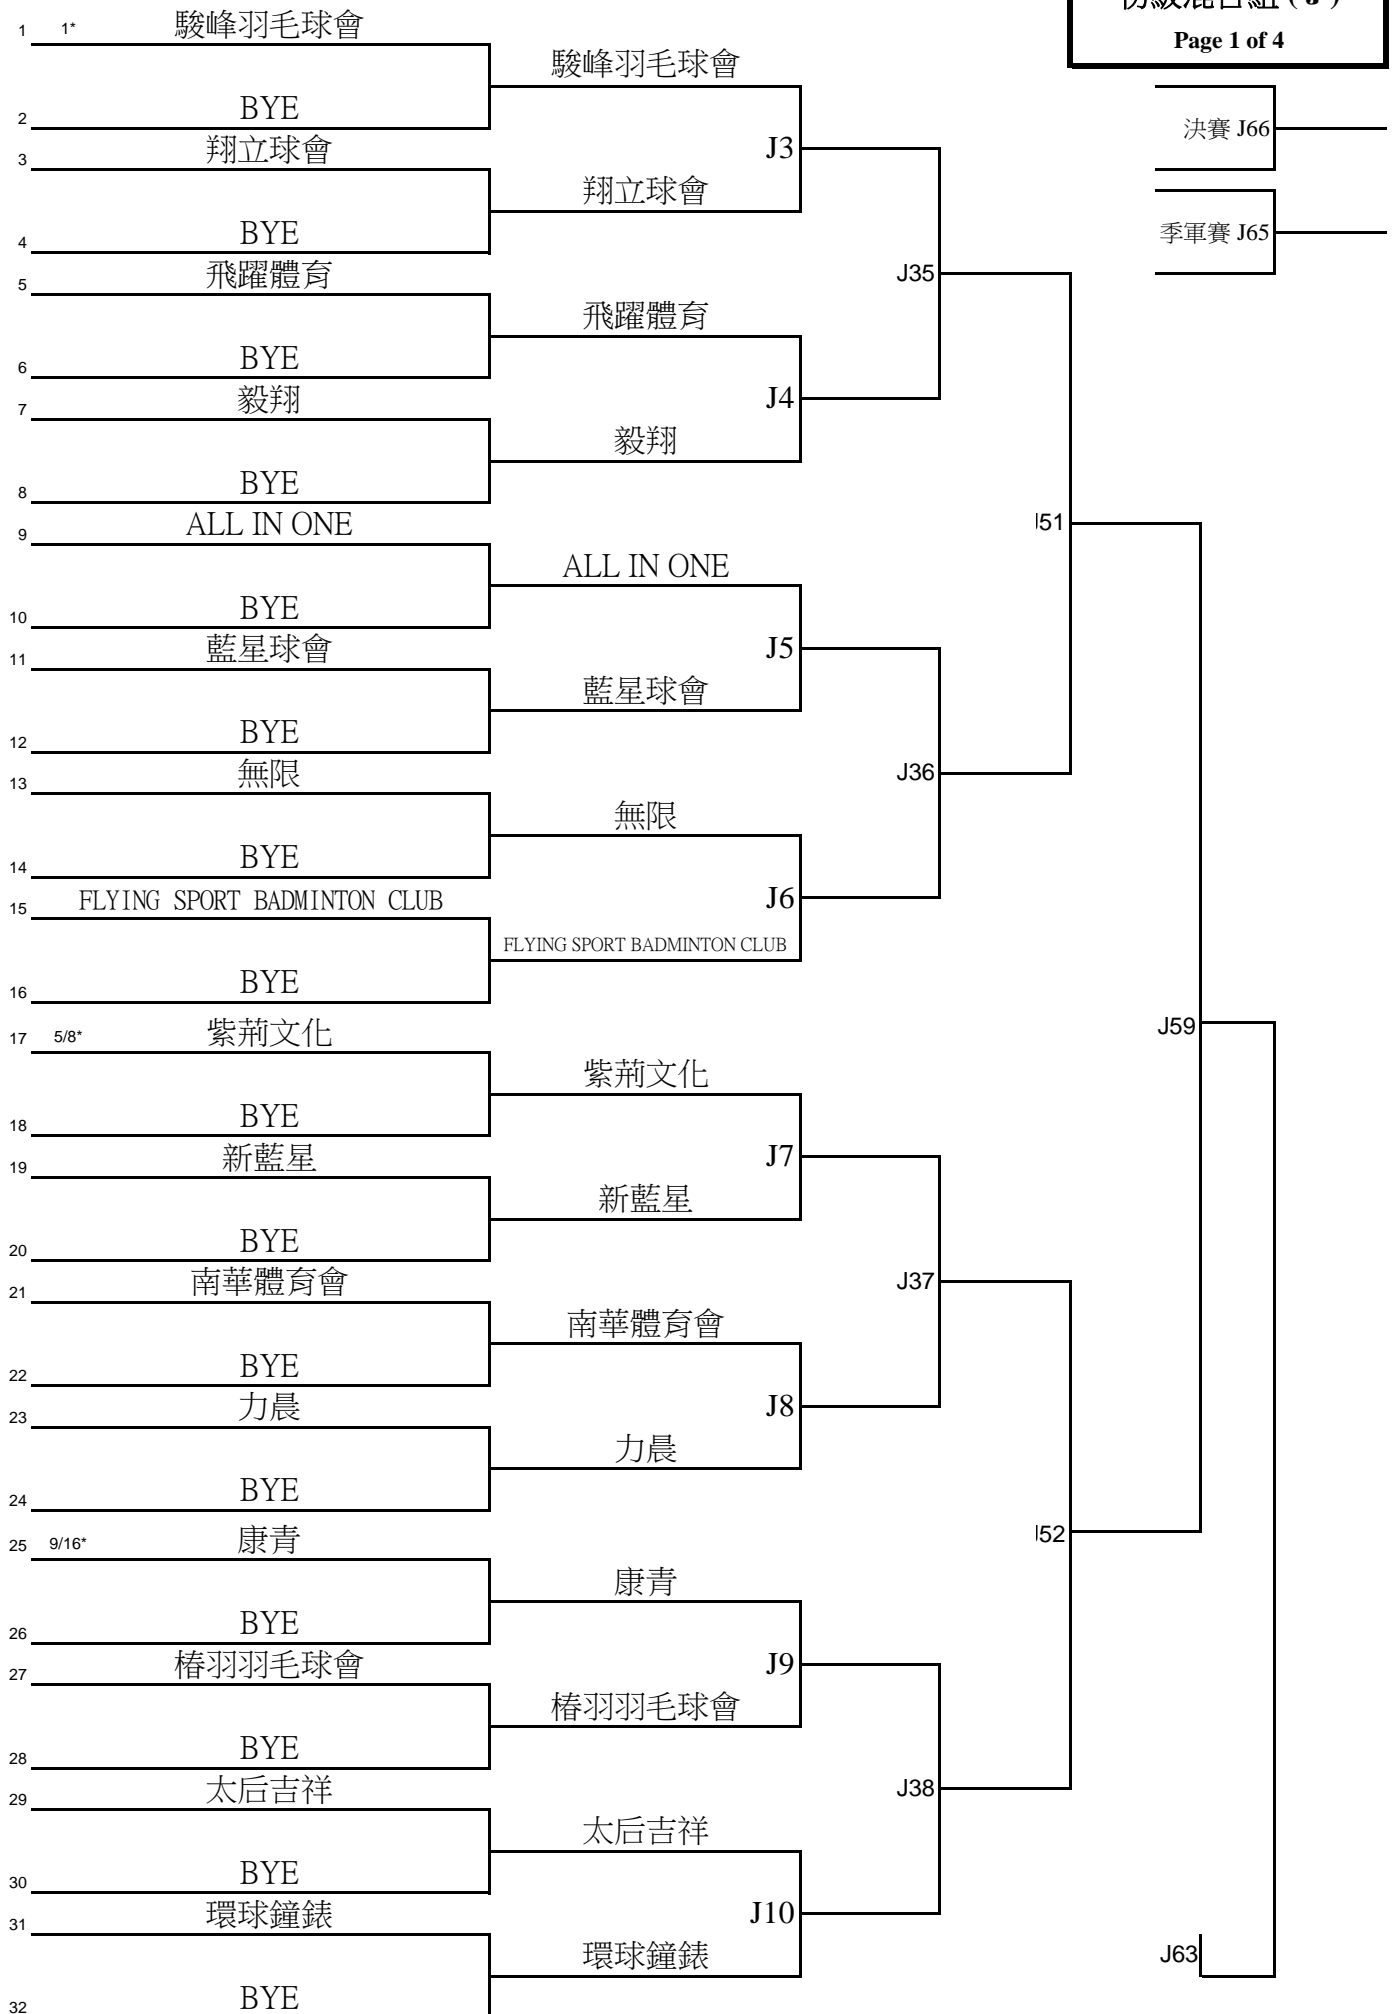 初級混合組 ( J )
Page 1 of 4
1 1* 駿峰羽毛球會
駿峰羽毛球會
2 BYE
決賽 J66
3 翔立球會
J3
翔立球會
4 BYE
季軍賽 J65
5 飛躍體育
J35
飛躍體育
6 BYE
7 毅翔
J4
毅翔
8 BYE
9 ALL IN ONE
J51
ALL IN ONE
10 BYE
11 藍星球會
J5
藍星球會
12 BYE
13 無限
J36
無限
14 BYE
15 FLYING SPORT BADMINTON CLUB
J6
FLYING SPORT BADMINTON CLUB
16 BYE
17 5/8* 紫荊文化
J59
紫荊文化
18 BYE
19 新藍星
J7
新藍星
20 BYE
21 南華體育會
J37
南華體育會
22 BYE
23 力晨
J8
力晨
24 BYE
25 9/16* 康青
J52
康青
26 BYE
27 椿羽羽毛球會
J9
椿羽羽毛球會
28 BYE
29 太后吉祥
J38
太后吉祥
30 BYE
31 環球鐘錶
J10
環球鐘錶
J63
32 BYE